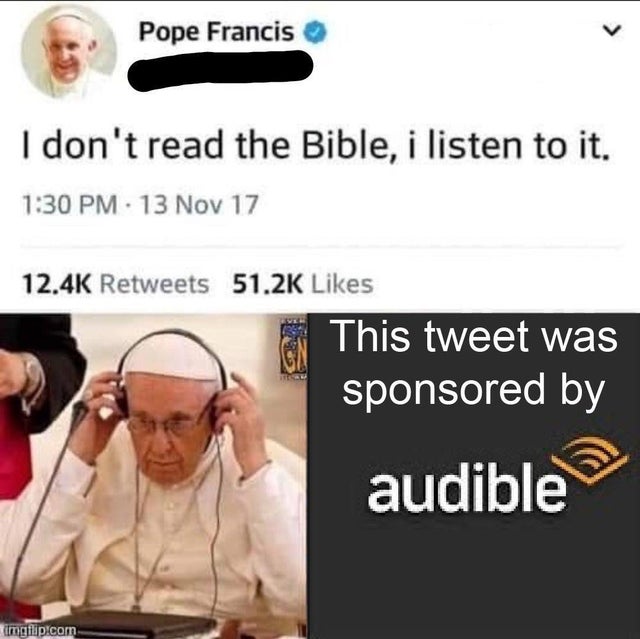 Pope Francis
I don't read the Bible, i listen to it.
1:30 PM · 13 Nov 17
12.4K Retweets 51.2K Likes
This tweet was
sponsored by
audible
imgflip.com